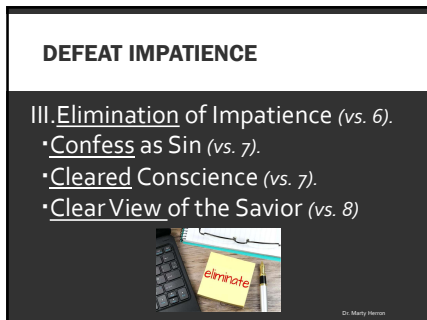 DEFEAT IMPATIENCE
III.Elimination of Impatience (vs. 6).
▪Confess as Sin (vs. 7).
▪Cleared Conscience (vs. 7).
▪Clear View of the Savior (vs. 8)
eliminate
Dr. Marty Herron